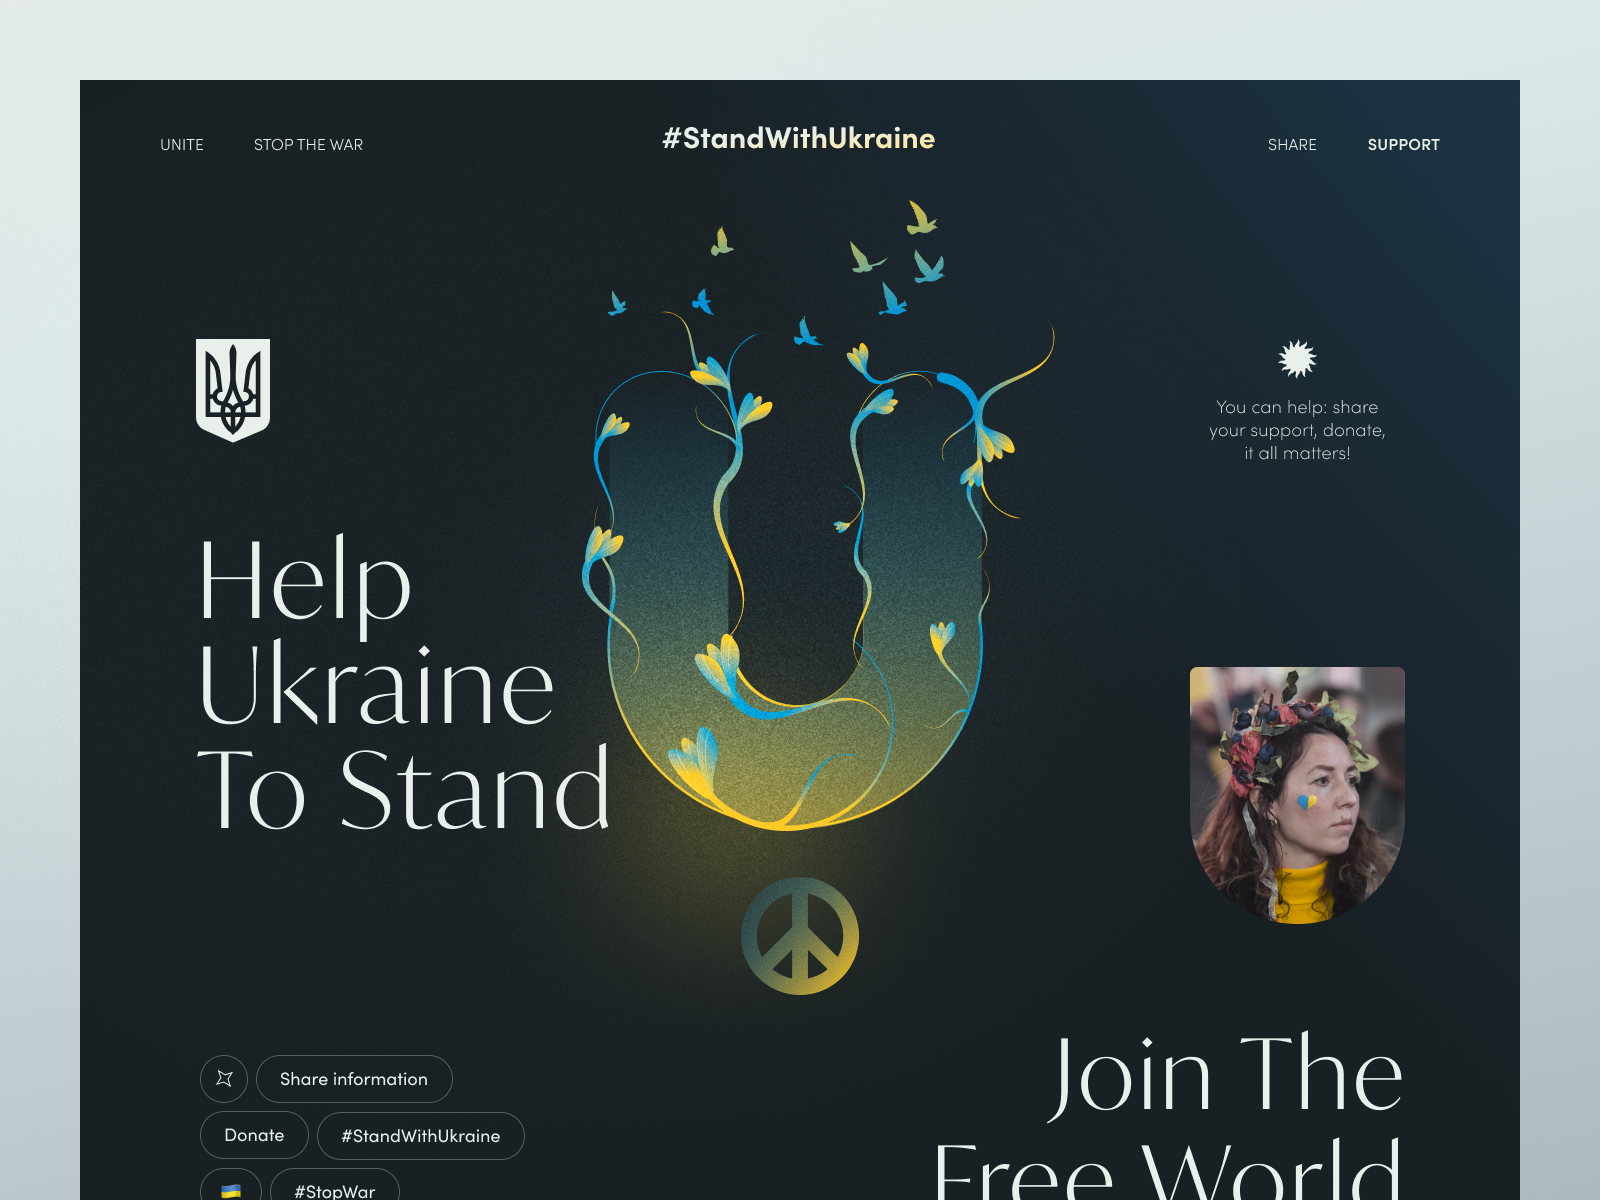 UNITE
STOP THE WAR
#StandWithUkraine
SHARE
SUPPORT
You can help: share
your support, donate,
it all matters!
Help
Ukraine
To Stand
U
Share information
Donate
#StandWithUkraine
#StopWar
Join The
Free World